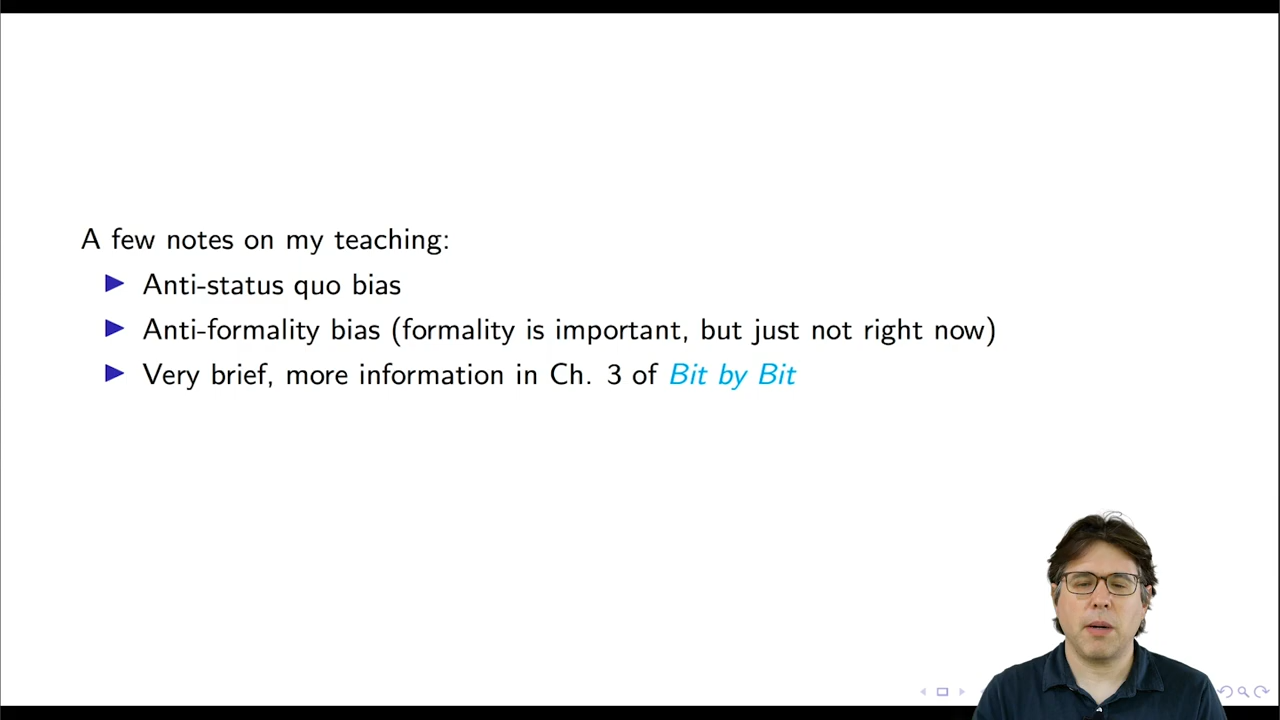 A few notes on my teaching:
Anti-status quo bias
Anti-formality bias (formality is important, but just not right now)
Very brief, more information in Ch. 3 of Bit by Bit